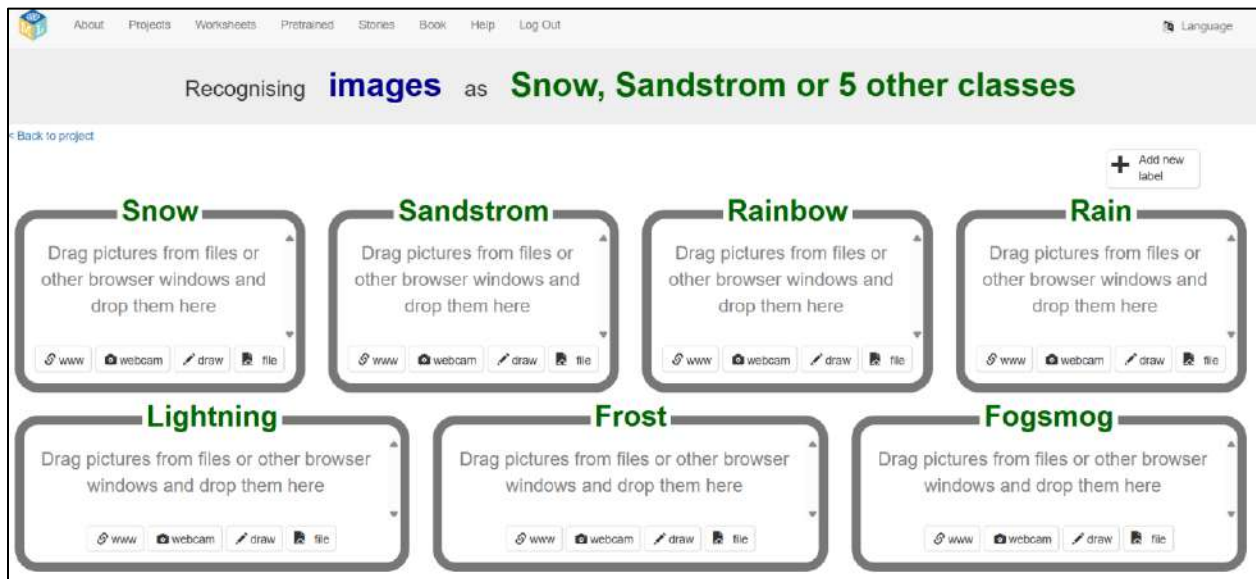 About Projects Worksheets Pretrained Stories Book Help Log Out Language
Recognising images as Snow, Sandstrom or 5 other classes
< Back to project
Add new
label
Snow
Drag pictures from files or
other browser windows and
drop them here
www webcam draw file
Sandstrom
Drag pictures from files or
other browser windows and
drop them here
www webcam draw file
Rainbow
Drag pictures from files or
other browser windows and
drop them here
www webcam draw file
Rain
Drag pictures from files or
other browser windows and
drop them here
www webcam draw file
Lightning
Drag pictures from files or other browser
windows and drop them here
www webcam draw file
Frost
Drag pictures from files or other browser
windows and drop them here
www webcam draw file
Fogsmog
Drag pictures from files or other browser
windows and drop them here
www webcam draw file